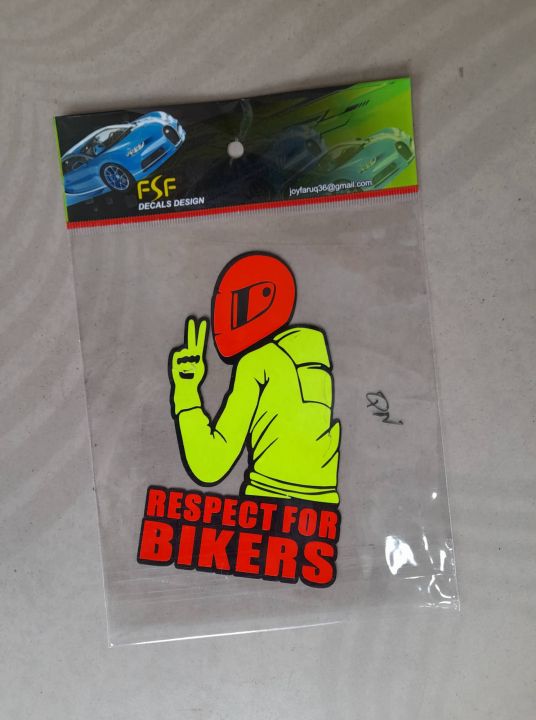 FSF
DECALS DESIGN
joyfaruq36@gmail.com
RESPECT FOR
BIKERS